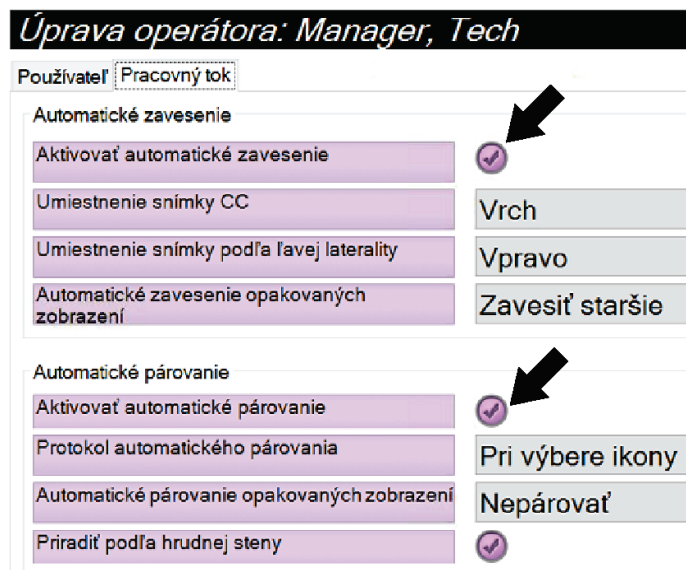 Úprava operátora: Manager, Tech
Používateľ Pracovný tok
Automatické zavesenie
Aktivovať automatické zavesenie
Umiestnenie snímky CC Vrch
Umiestnenie snímky podľa ľavej laterality Vpravo
Automatické zavesenie opakovaných
zobrazení Zavesiť staršie
Automatické párovanie
Aktivovať automatické párovanie
Protokol automatického párovania Pri výbere ikony
Automatické párovanie opakovaných zobrazení Nepárovať
Priradiť podľa hrudnej steny